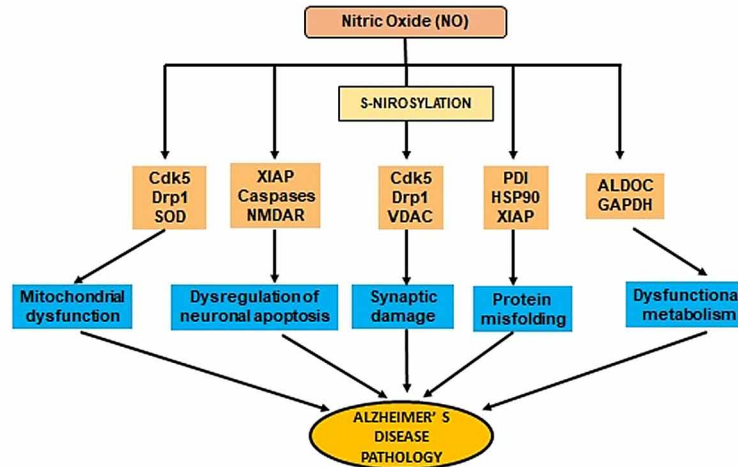 Nitric Oxide (NO)
S-NIROSYLATION
Cdk5
Drp1
SOD
XIAP
Caspases
NMDAR
Cdk5
Drp1
VDAC
PDI
HSP90
XIAP
ALDOC
GAPDH
Mitochondrial
dysfunction
Dysregulation of
neuronal apoptosis
Synaptic
damage
Protein
misfolding
Dysfunctional
metabolism
ALZHEIMER' S
DISEASE
PATHOLOGY